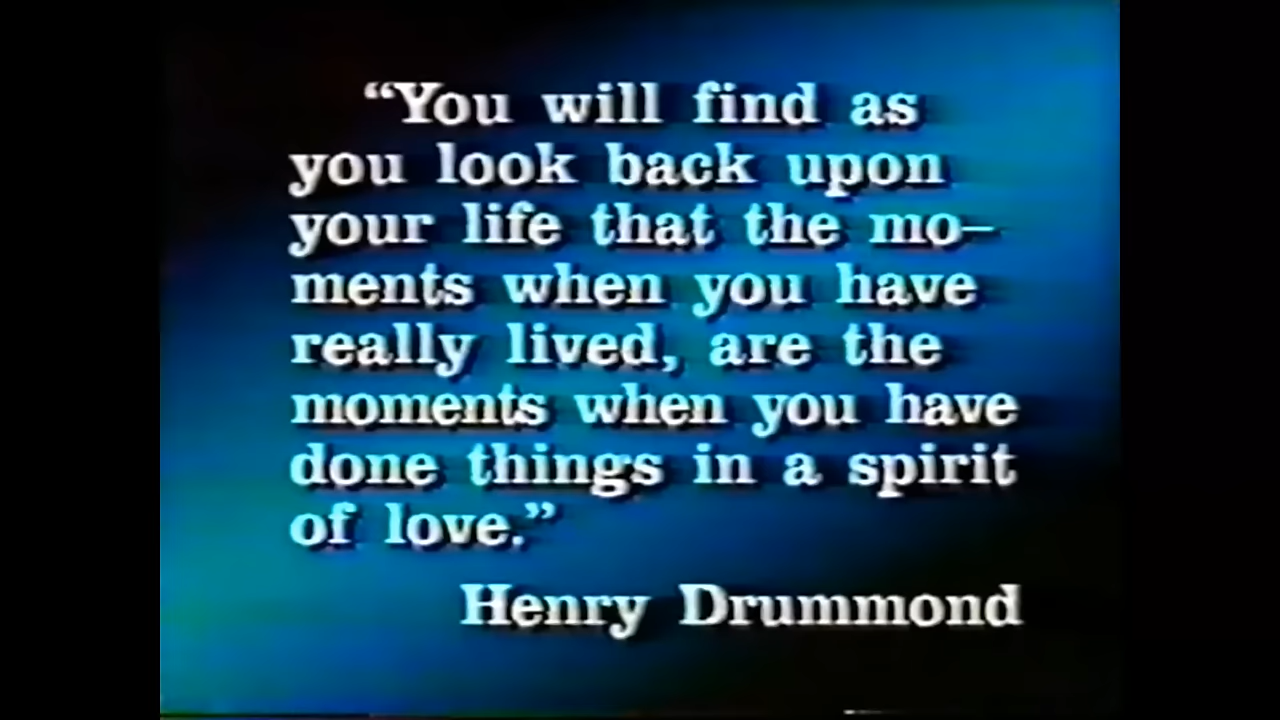 “You will find as
you look back upon
your life that the mo–
ments when you have
really lived, are the
moments when you have
done things in a spirit
of love.”
Henry Drummond